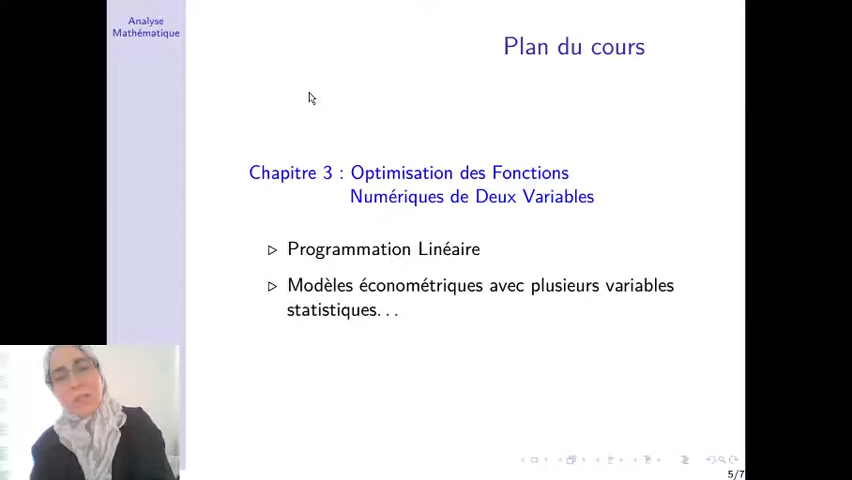 Analyse
Mathématique
Plan du cours
Chapitre 3 : Optimisation des Fonctions
Numériques de Deux Variables
▷ Programmation Linéaire
▷ Modèles économétriques avec plusieurs variables
statistiques. . .
5/7